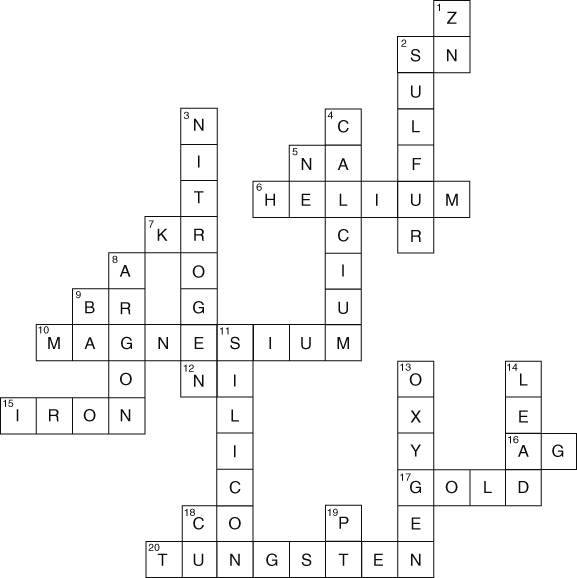 1 Z
2 S N
U
3 N 4 C L
I 5 N A F
T 6 H E L I U M
7 K R C R
8 A O I
9 B R G U
10 M A G N E 11 S I U M
O 12 N I 13 O 14 L
15 I R O N L X E
I Y 16 A G
C 17 G O L D
18 C O 19 P E
20 T U N G S T E N